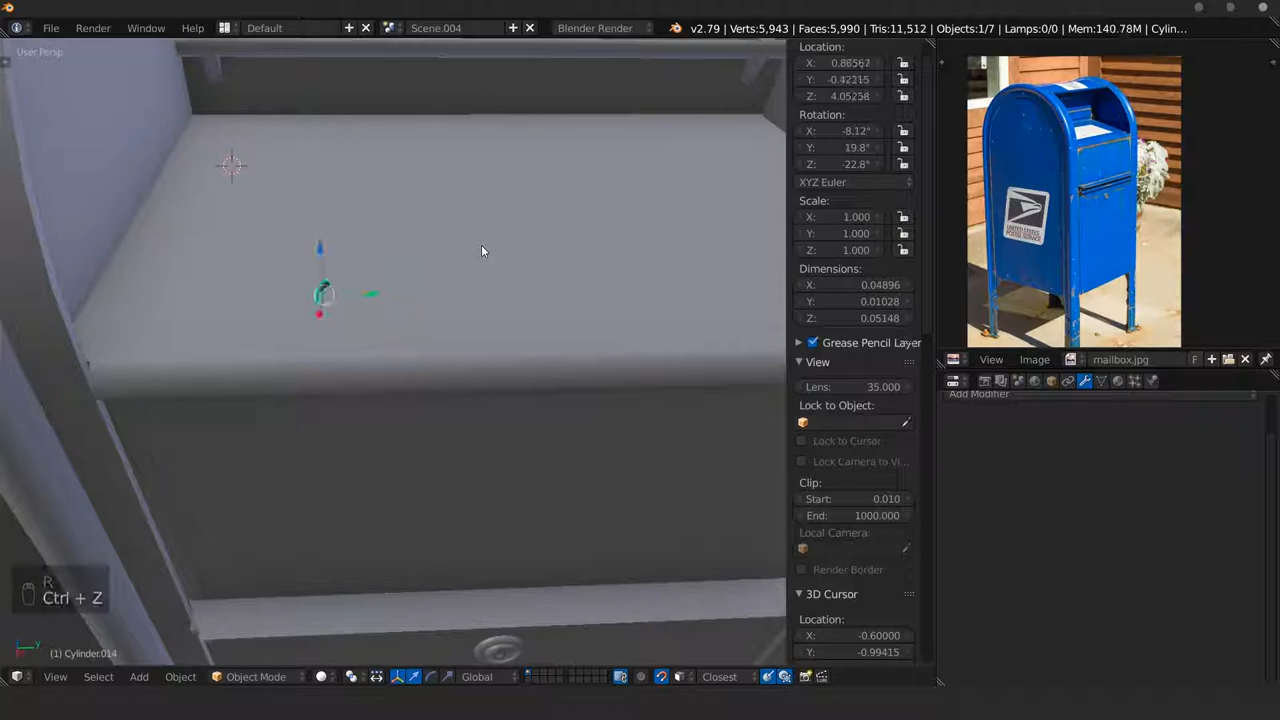 File Render Window Help Default Scene.004 Blender Render v2.79 | Verts:5,943 | Faces:5,990 | Tris:11,512 | Objects:1/7 | Lamps:0/0 | Mem:140.78M | Cylin...
User Persp
Location:
X: 0.86567
Y: -0.42215
Z: 4.05258
Rotation:
X: -8.12°
Y: 19.8°
Z: -22.8°
XYZ Euler
Scale:
X: 1.000
Y: 1.000
Z: 1.000
Dimensions:
X: 0.04896
Y: 0.01028
Z: 0.05148
Grease Pencil Layer
View
Lens: 35.000
Lock to Object:
Lock to Cursor
Lock Camera to Vi...
Clip:
Start: 0.010
End: 1000.000
Local Camera:
Render Border
3D Cursor
Location:
X: -0.60000
Y: -0.99415
UNITED STATES
POSTAL SERVICE
View Image mailbox.jpg F
Add Modifier
R
Ctrl + Z
y
(1) Cylinder.014
View Select Add Object Object Mode Global Closest